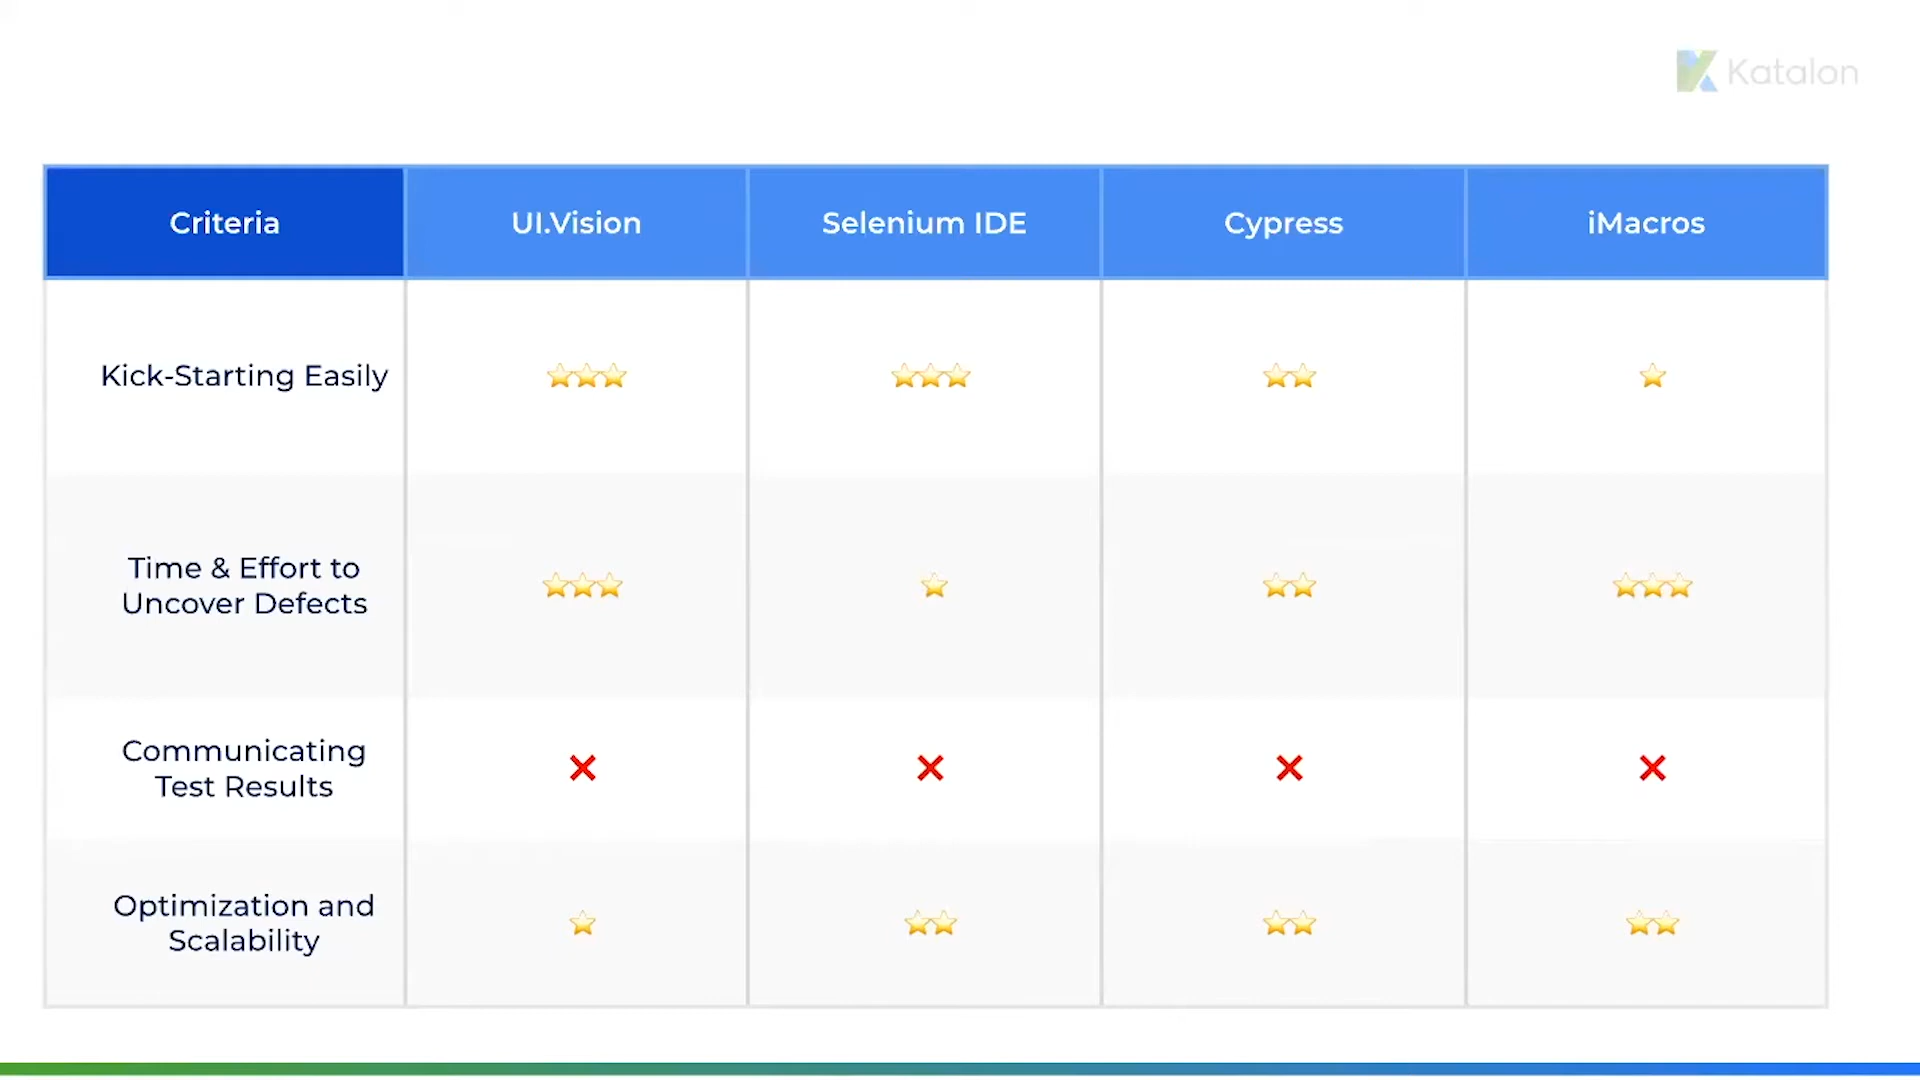 Katalon
Criteria
UI.Vision
Selenium IDE
Cypress
iMacros
Kick-Starting Easily
Time & Effort to
Uncover Defects
Communicating
Test Results
Optimization and
Scalability